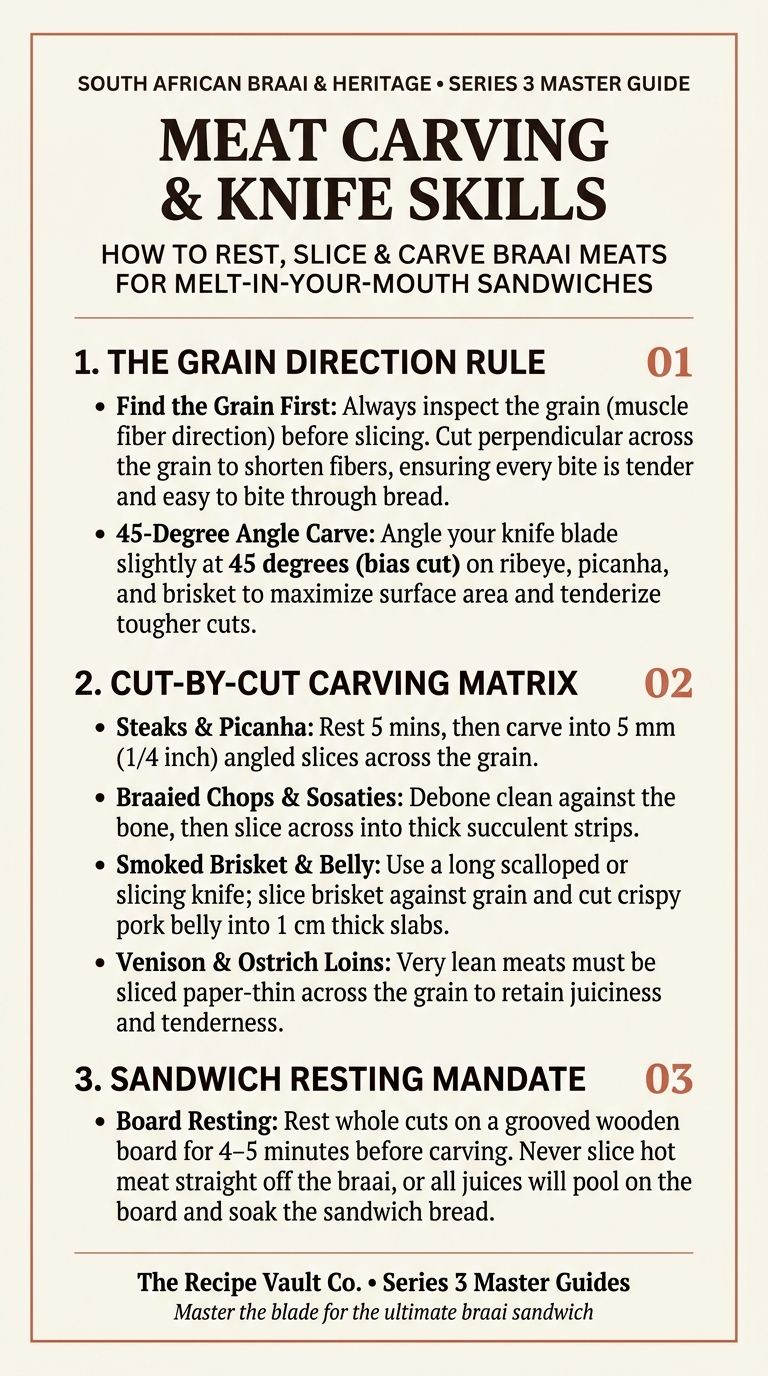 SOUTH AFRICAN BRAAI & HERITAGE • SERIES 3 MASTER GUIDE
MEAT CARVING
& KNIFE SKILLS
HOW TO REST, SLICE & CARVE BRAAI MEATS
FOR MELT-IN-YOUR-MOUTH SANDWICHES
1. THE GRAIN DIRECTION RULE 01
• Find the Grain First: Always inspect the grain (muscle
fiber direction) before slicing. Cut perpendicular across
the grain to shorten fibers, ensuring every bite is tender
and easy to bite through bread.
• 45-Degree Angle Carve: Angle your knife blade
slightly at 45 degrees (bias cut) on ribeye, picanha,
and brisket to maximize surface area and tenderize
tougher cuts.
2. CUT-BY-CUT CARVING MATRIX 02
• Steaks & Picanha: Rest 5 mins, then carve into 5 mm
(1/4 inch) angled slices across the grain.
• Braaied Chops & Sosaties: Debone clean against the
bone, then slice across into thick succulent strips.
• Smoked Brisket & Belly: Use a long scalloped or
slicing knife; slice brisket against grain and cut crispy
pork belly into 1 cm thick slabs.
• Venison & Ostrich Loins: Very lean meats must be
sliced paper-thin across the grain to retain juiciness
and tenderness.
3. SANDWICH RESTING MANDATE 03
• Board Resting: Rest whole cuts on a grooved wooden
board for 4–5 minutes before carving. Never slice hot
meat straight off the braai, or all juices will pool on the
board and soak the sandwich bread.
The Recipe Vault Co. • Series 3 Master Guides
Master the blade for the ultimate braai sandwich